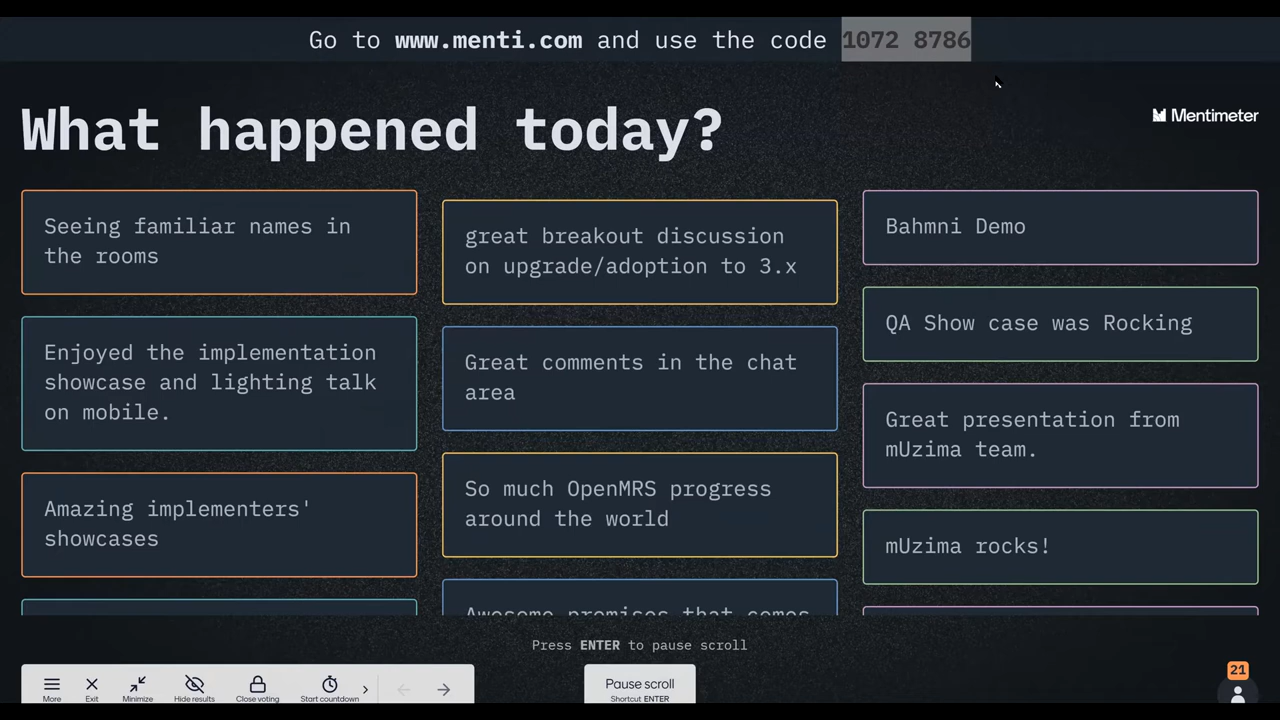 Go to www.menti.com and use the code 1072 8786
What happened today?
Mentimeter
Seeing familiar names in
the rooms
Enjoyed the implementation
showcase and lighting talk
on mobile.
Amazing implementers'
showcases
great breakout discussion
on upgrade/adoption to 3.x
Great comments in the chat
area
So much OpenMRS progress
around the world
Awesome promises that comes
Bahmni Demo
QA Show case was Rocking
Great presentation from
mUzima team.
mUzima rocks!
Press ENTER to pause scroll
More
Exit
Minimize
Hide results
Close voting
Start countdown
Pause scroll
Shortcut ENTER
21